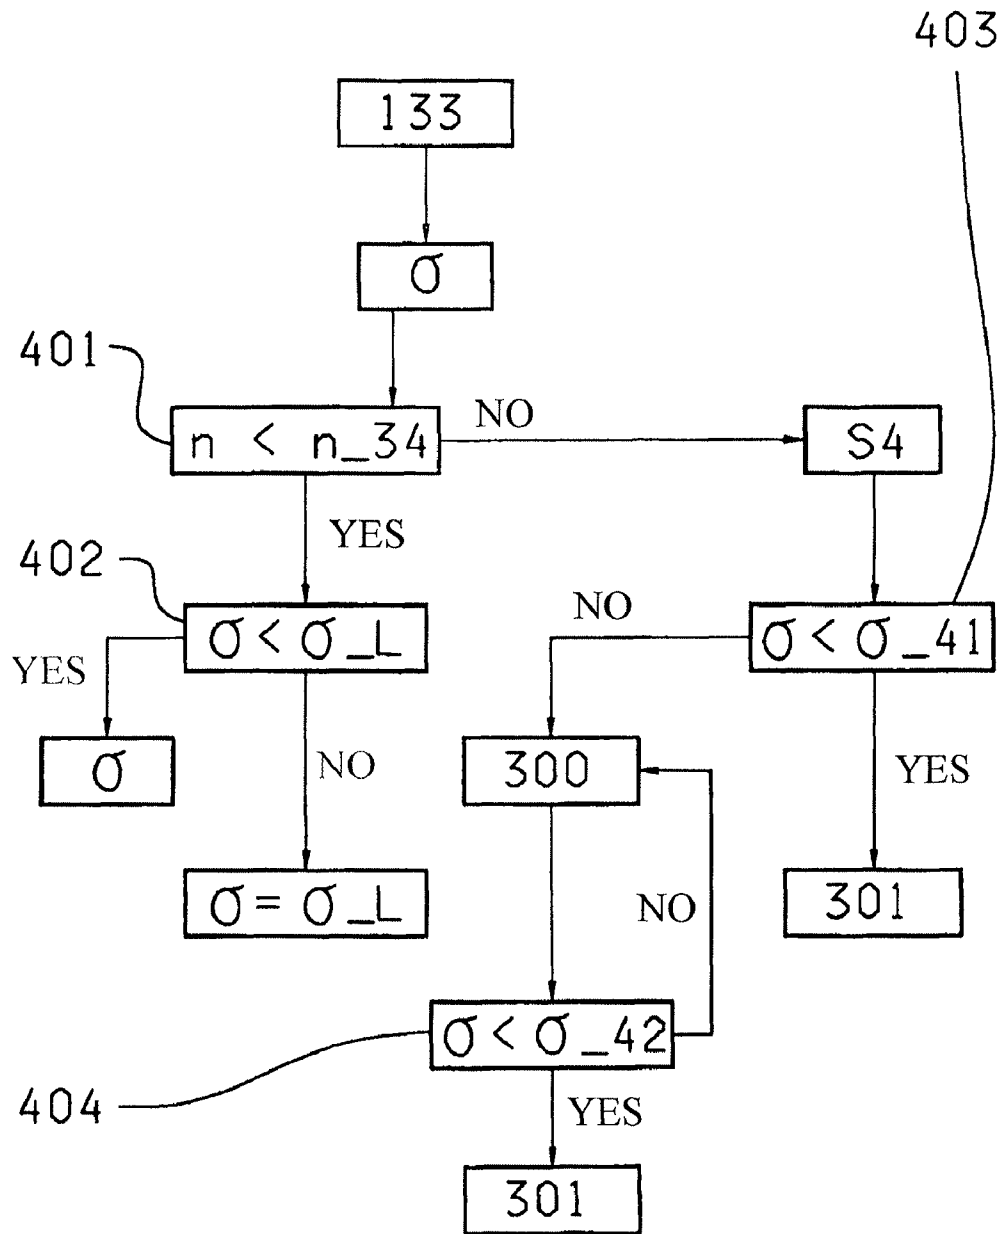 403
133
σ
401
n < n_34
NO
S4
YES
402
σ < σ_L
NO
σ < σ_41
YES
σ
NO
300
YES
σ = σ_L
NO
301
σ < σ_42
404
YES
301